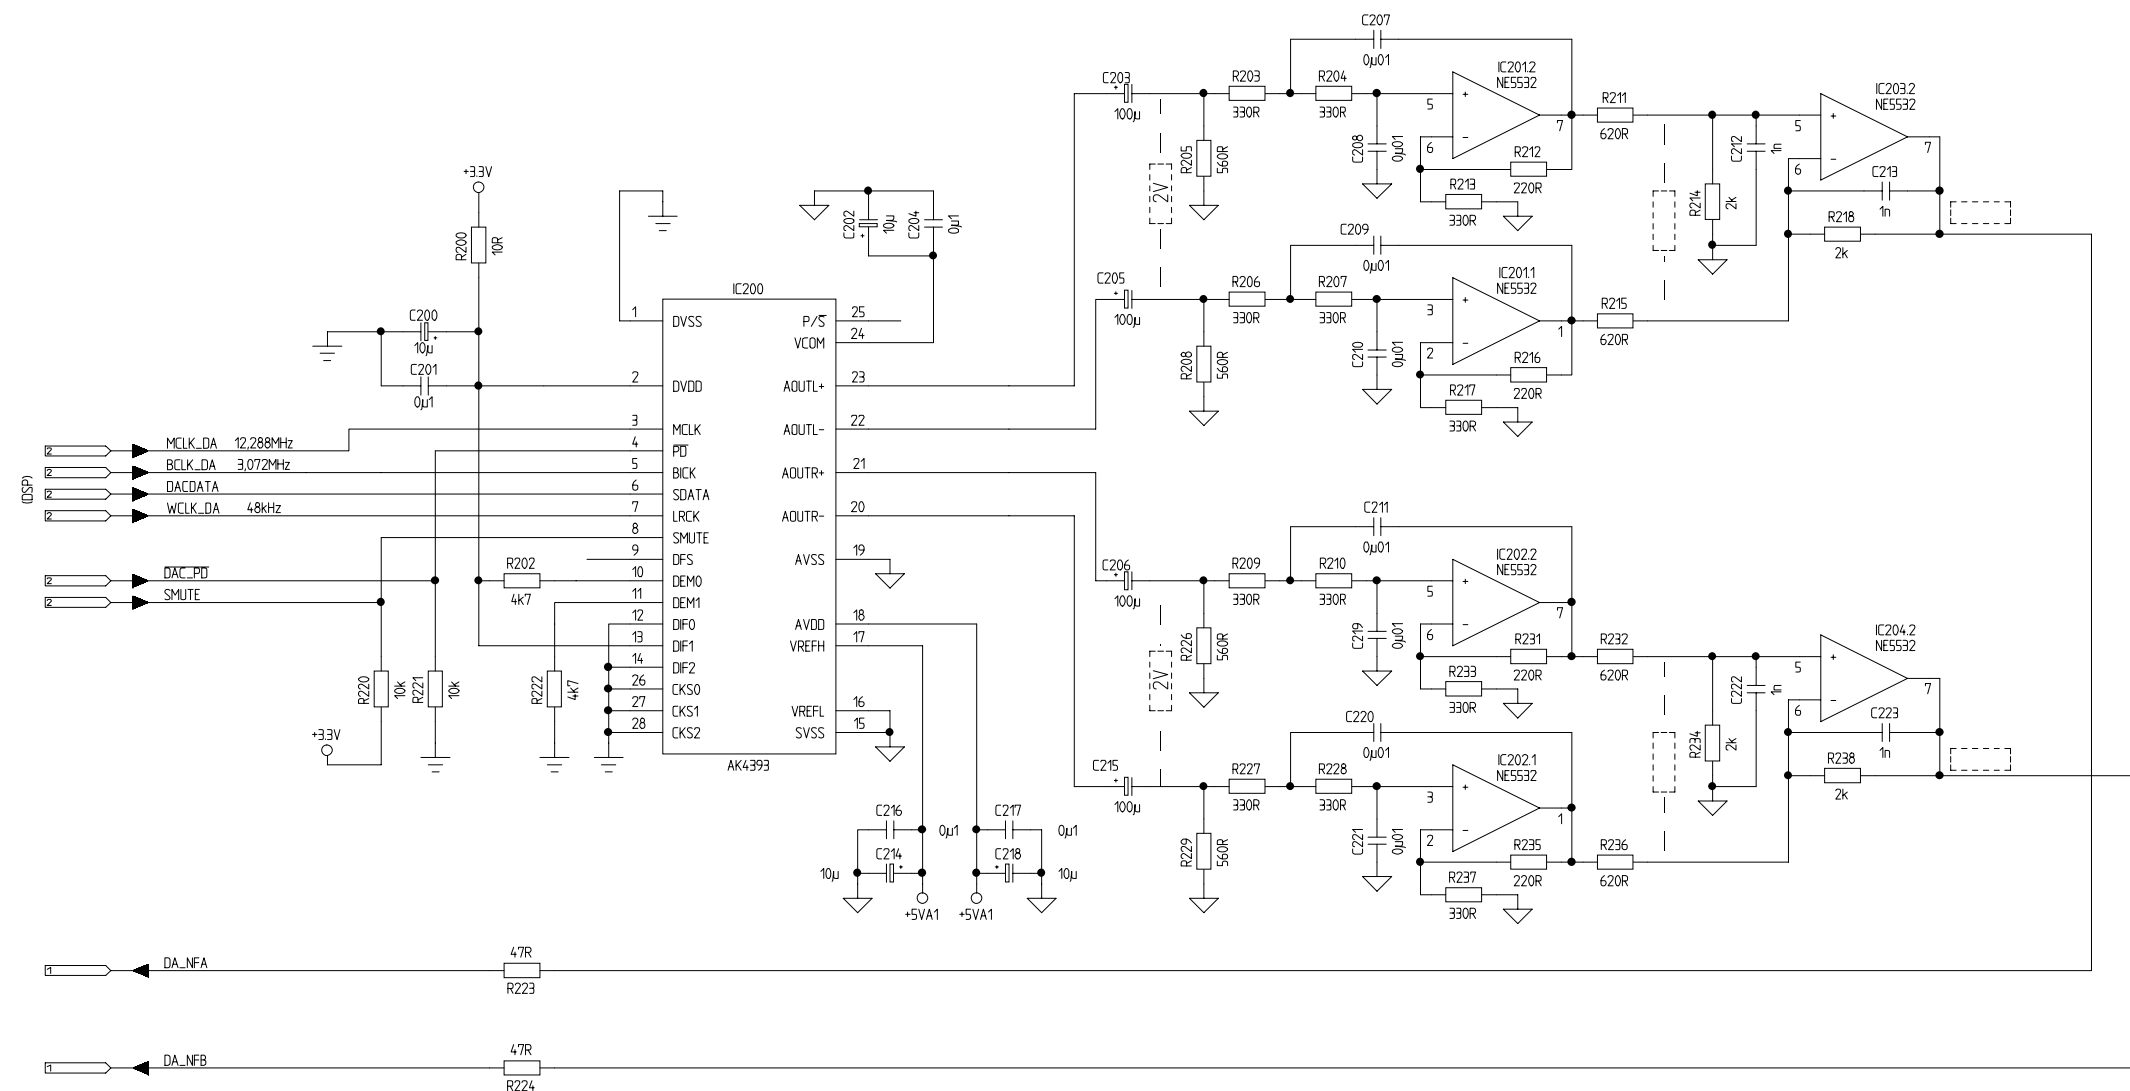 C207
0µ01
C203
100µ
R203
330R
R204
330R
IC201.2
NE5532
5
+
6
-
7
R211
620R
IC203.2
NE5532
5
+
6
-
7
R205
560R
C208
0µ01
R212
220R
R213
330R
2V
R214
2k
C212
1n
C213
1n
R218
2k
C209
0µ01
C205
100µ
R206
330R
R207
330R
IC201.1
NE5532
3
+
2
-
1
R215
620R
R208
560R
C210
0µ01
R216
220R
R217
330R
+3.3V
R200
10R
C200
10µ
C201
0µ1
C202
10µ
C204
0µ1
IC200
1 DVSS
2 DVDD
3 MCLK
4 PD
5 BICK
6 SDATA
7 LRCK
8 SMUTE
9 DFS
10 DEM0
11 DEM1
12 DIF0
13 DIF1
14 DIF2
26 CKS0
27 CKS1
28 CKS2
P/S 25
VCOM 24
AOUTL+ 23
AOUTL- 22
AOUTR+ 21
AOUTR- 20
AVSS 19
AVDD 18
VREFH 17
VREFL 16
SVSS 15
AK4393
(DSP)
2 MCLK_DA 12,288MHz
2 BCLK_DA 3,072MHz
2 DACDATA
2 WCLK_DA 48kHz
2 DAC_PD
2 SMUTE
R202
4k7
R220
10k
R221
10k
R222
4k7
+3.3V
C211
0µ01
C206
100µ
R209
330R
R210
330R
IC202.2
NE5532
5
+
6
-
7
R226
560R
C219
0µ01
R231
220R
R232
620R
R233
330R
2V
R234
2k
C222
1n
IC204.2
NE5532
5
+
6
-
7
C223
1n
R238
2k
C220
0µ01
C215
100µ
R227
330R
R228
330R
IC202.1
NE5532
3
+
2
-
1
R229
560R
C221
0µ01
R235
220R
R236
620R
R237
330R
C216
0µ1
C214
10µ
+5VA1
C217
0µ1
C218
10µ
+5VA1
1 DA_NFA
47R
R223
1 DA_NFB
47R
R224